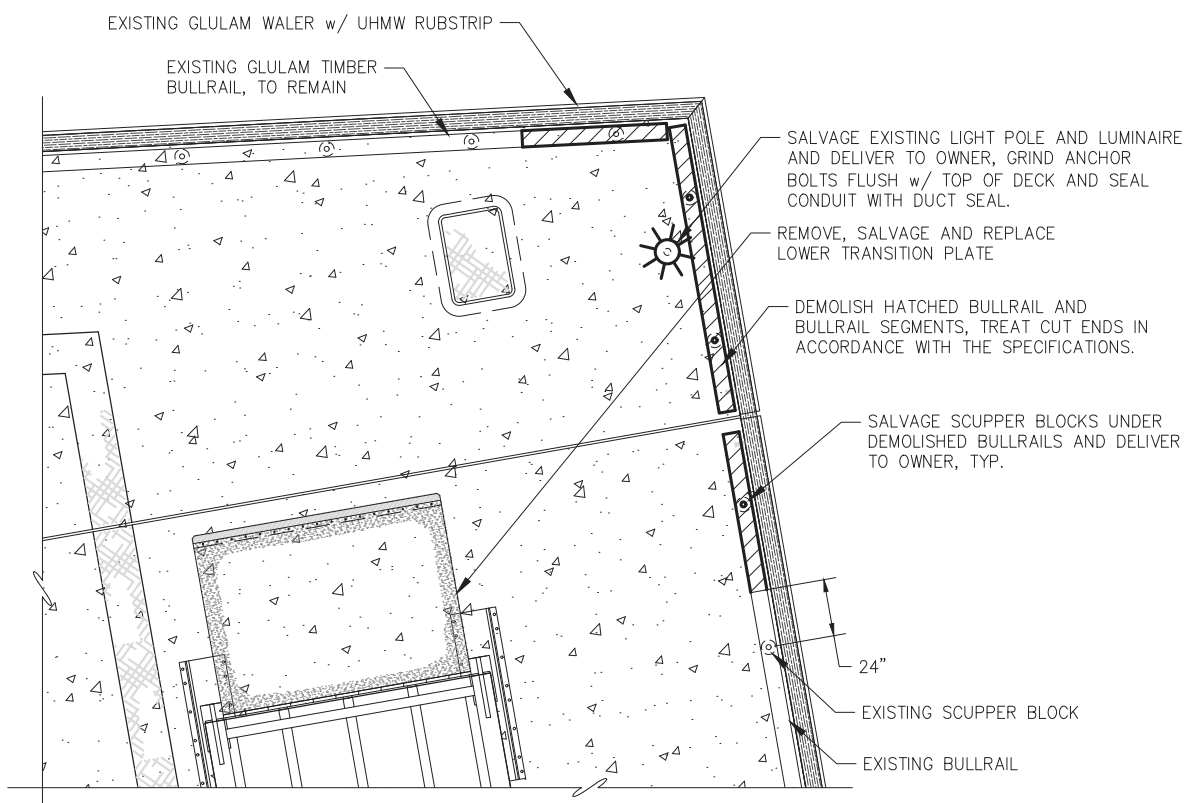 EXISTING GLULAM WALER w/ UHMW RUBSTRIP
EXISTING GLULAM TIMBER
BULLRAIL, TO REMAIN
SALVAGE EXISTING LIGHT POLE AND LUMINAIRE
AND DELIVER TO OWNER, GRIND ANCHOR
BOLTS FLUSH w/ TOP OF DECK AND SEAL
CONDUIT WITH DUCT SEAL.
REMOVE, SALVAGE AND REPLACE
LOWER TRANSITION PLATE
DEMOLISH HATCHED BULLRAIL AND
BULLRAIL SEGMENTS, TREAT CUT ENDS IN
ACCORDANCE WITH THE SPECIFICATIONS.
SALVAGE SCUPPER BLOCKS UNDER
DEMOLISHED BULLRAILS AND DELIVER
TO OWNER, TYP.
24"
EXISTING SCUPPER BLOCK
EXISTING BULLRAIL